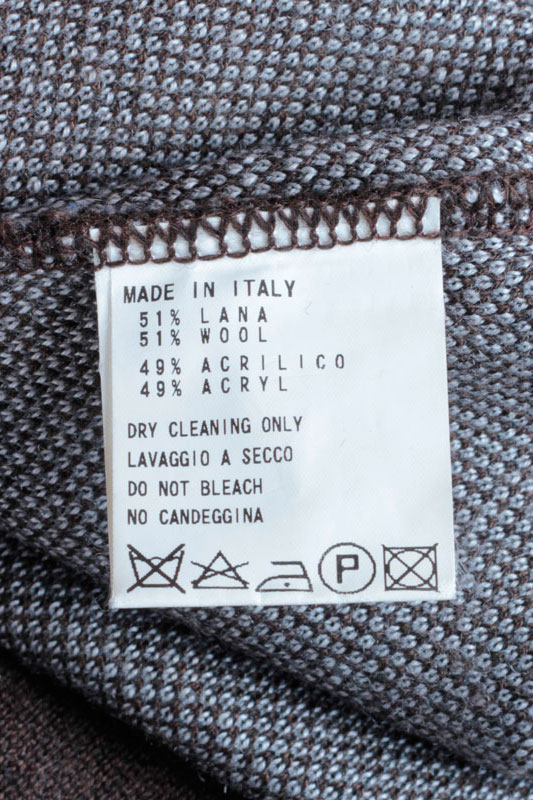 MADE IN ITALY
51% LANA
51% WOOL
49% ACRILICO
49% ACRYL
DRY CLEANING ONLY
LAVAGGIO A SECCO
DO NOT BLEACH
NO CANDEGGINA
P